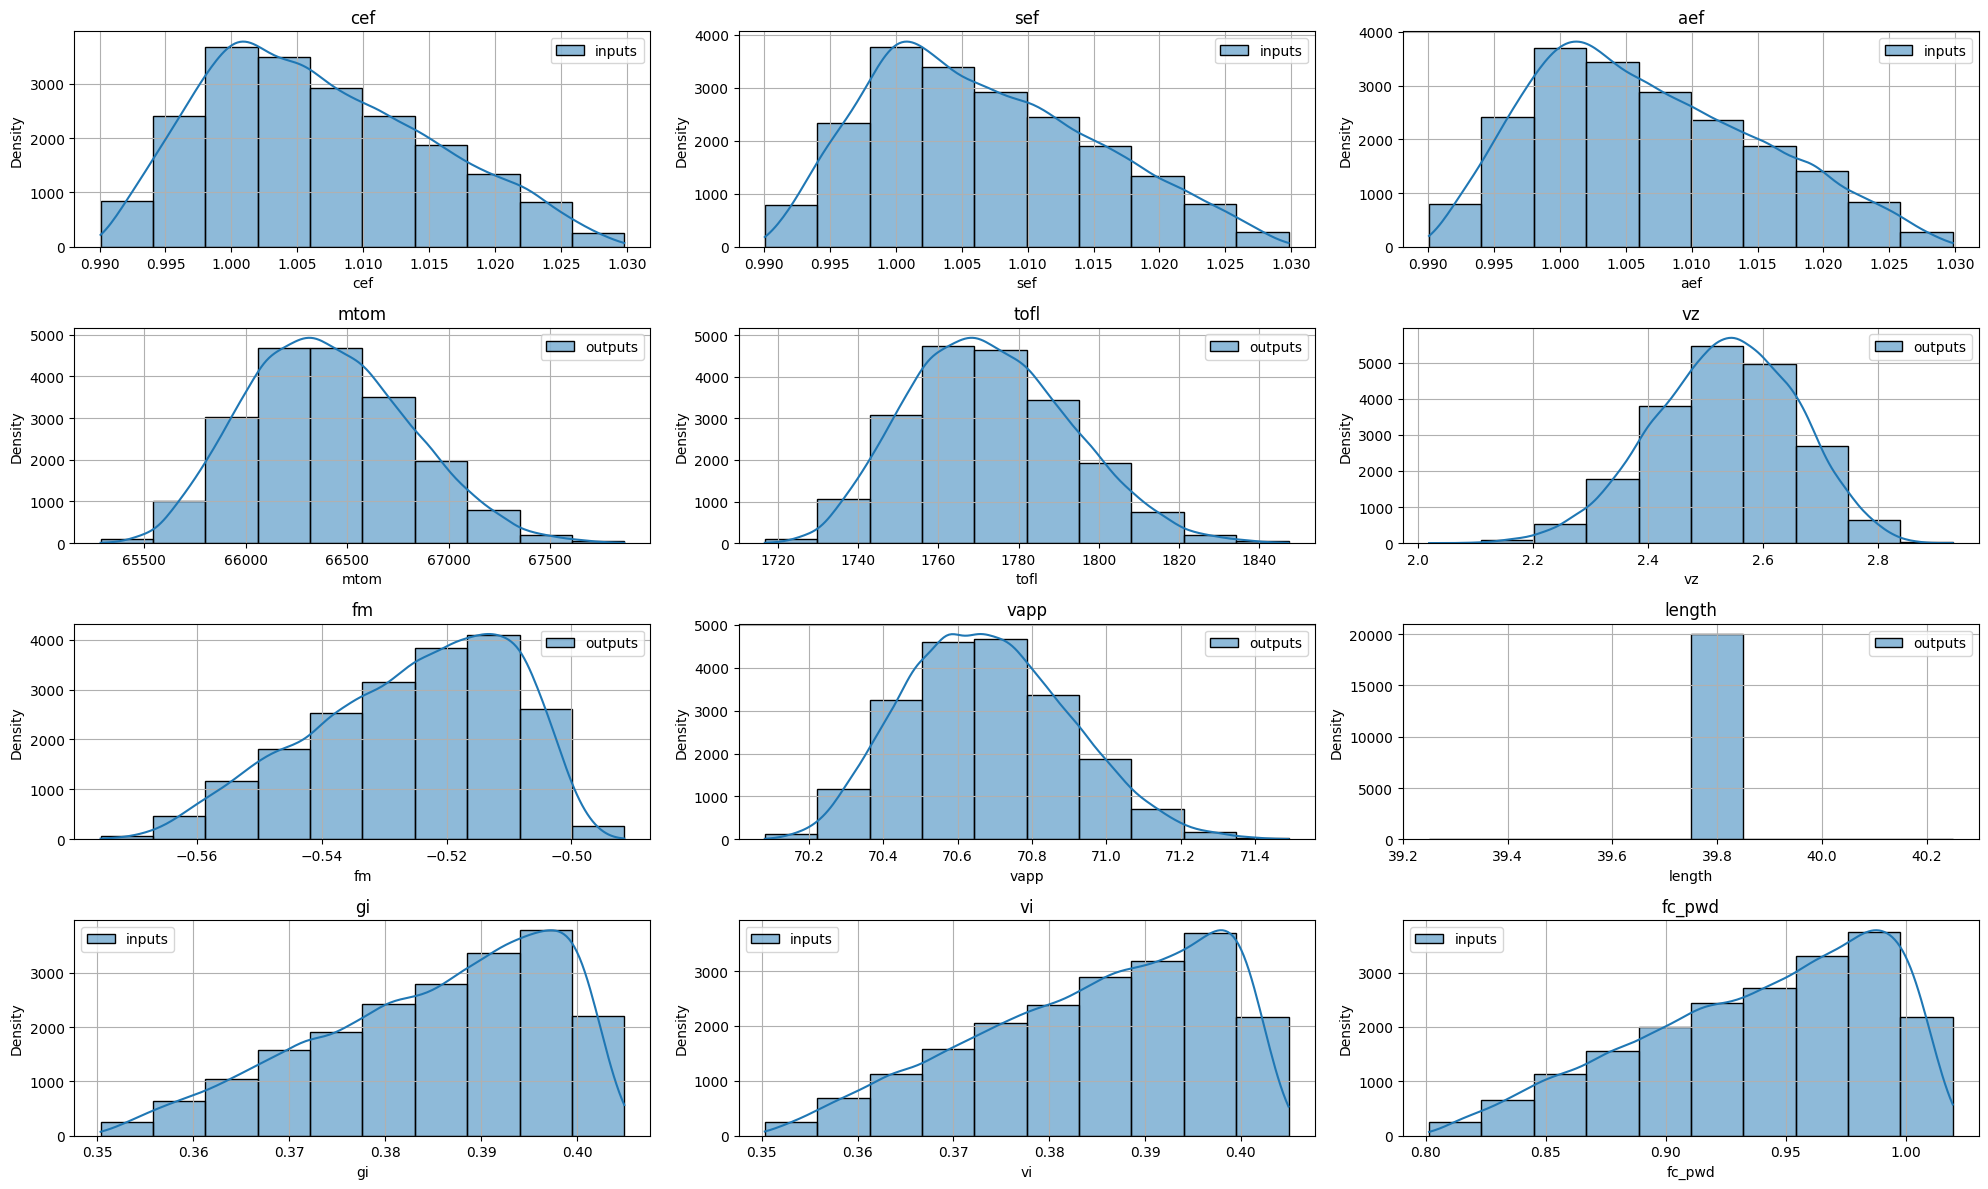 cef
inputs
Density
4000
3000
2000
1000
0
0.990 0.995 1.000 1.005 1.010 1.015 1.020 1.025 1.030
cef
sef
inputs
Density
4000
3000
2000
1000
0
0.990 0.995 1.000 1.005 1.010 1.015 1.020 1.025 1.030
sef
aef
inputs
Density
4000
3000
2000
1000
0
0.990 0.995 1.000 1.005 1.010 1.015 1.020 1.025 1.030
aef
mtom
outputs
Density
5000
4000
3000
2000
1000
0
65500 66000 66500 67000 67500
mtom
tofl
outputs
Density
5000
4000
3000
2000
1000
0
1720 1740 1760 1780 1800 1820 1840
tofl
vz
outputs
Density
5000
4000
3000
2000
1000
0
2.0 2.2 2.4 2.6 2.8
vz
fm
outputs
Density
4000
3000
2000
1000
0
−0.56 −0.54 −0.52 −0.50
fm
vapp
outputs
Density
5000
4000
3000
2000
1000
0
70.2 70.4 70.6 70.8 71.0 71.2 71.4
vapp
length
outputs
Density
20000
15000
10000
5000
0
39.2 39.4 39.6 39.8 40.0 40.2
length
gi
inputs
Density
3000
2000
1000
0
0.35 0.36 0.37 0.38 0.39 0.40
gi
vi
inputs
Density
3000
2000
1000
0
0.35 0.36 0.37 0.38 0.39 0.40
vi
fc_pwd
inputs
Density
4000
3000
2000
1000
0
0.80 0.85 0.90 0.95 1.00
fc_pwd